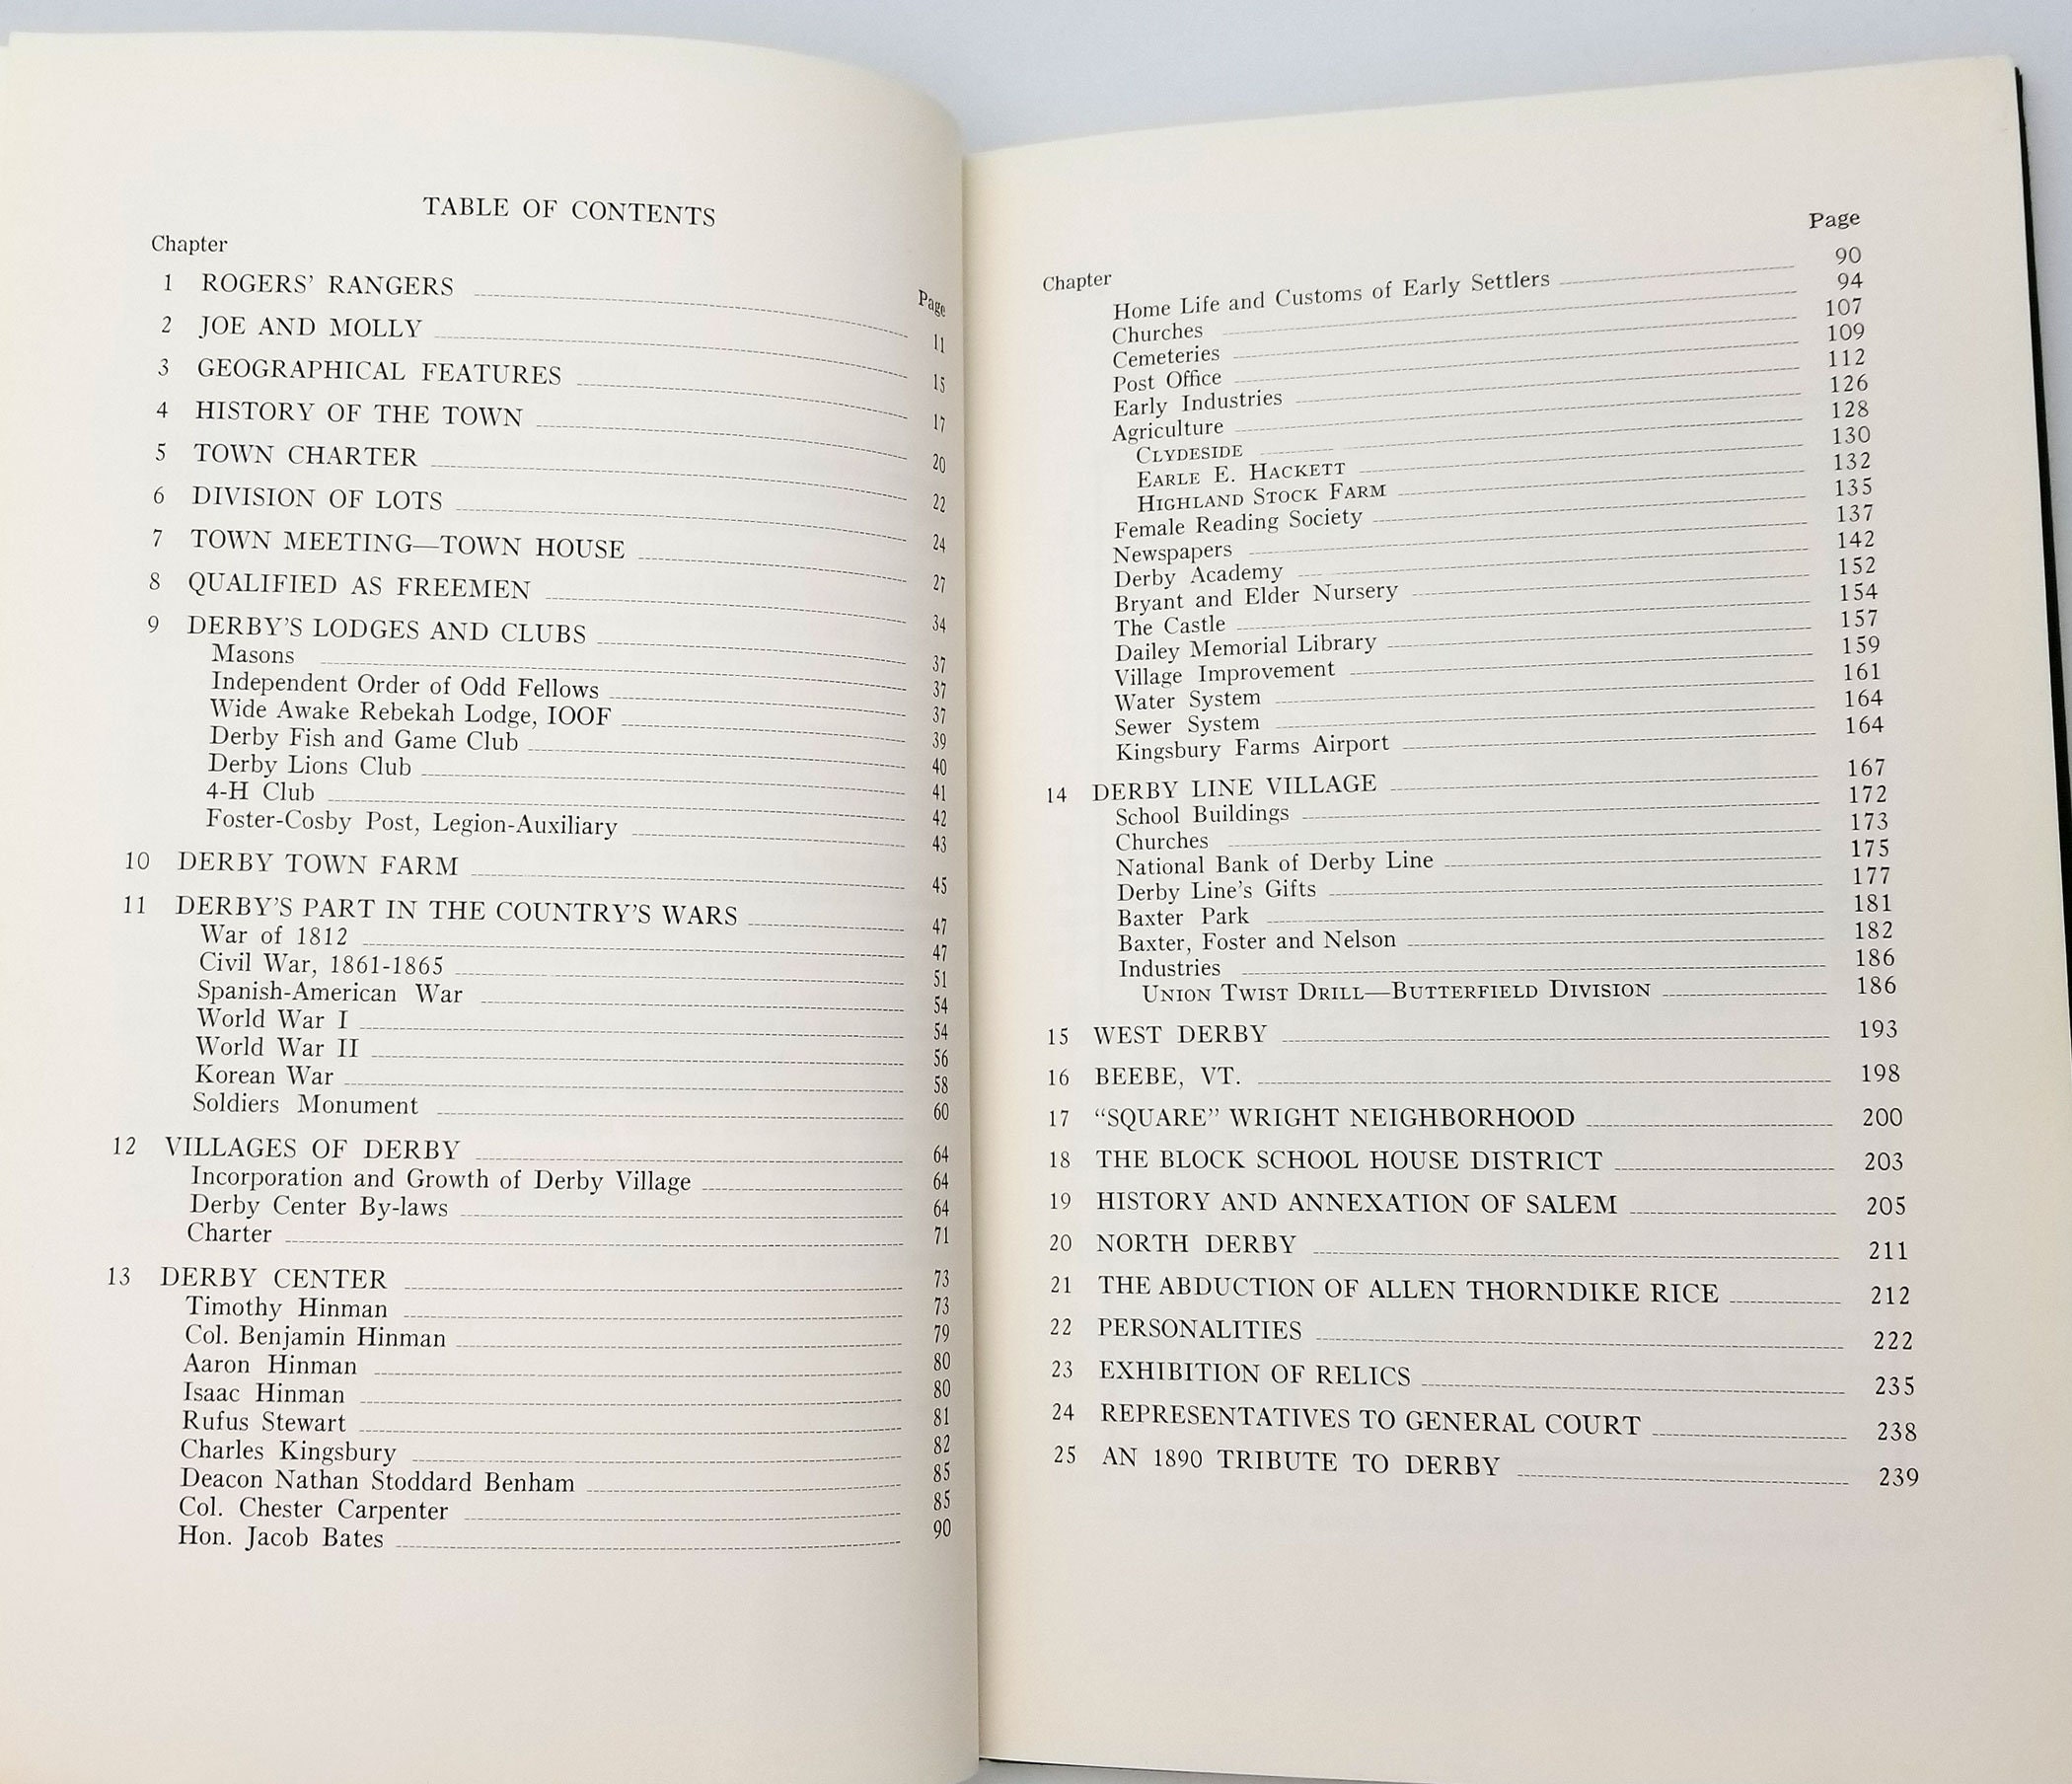 TABLE OF CONTENTS
Chapter Page
1 ROGERS' RANGERS 11
2 JOE AND MOLLY 15
3 GEOGRAPHICAL FEATURES 17
4 HISTORY OF THE TOWN 20
5 TOWN CHARTER 22
6 DIVISION OF LOTS 24
7 TOWN MEETING—TOWN HOUSE 27
8 QUALIFIED AS FREEMEN 34
9 DERBY'S LODGES AND CLUBS 37
Masons 37
Independent Order of Odd Fellows 37
Wide Awake Rebekah Lodge, IOOF 39
Derby Fish and Game Club 40
Derby Lions Club 41
4-H Club 42
Foster-Cosby Post, Legion-Auxiliary 43
10 DERBY TOWN FARM 45
11 DERBY'S PART IN THE COUNTRY'S WARS 47
War of 1812 47
Civil War, 1861-1865 51
Spanish-American War 54
World War I 54
World War II 56
Korean War 58
Soldiers Monument 60
12 VILLAGES OF DERBY 64
Incorporation and Growth of Derby Village 64
Derby Center By-laws 64
Charter 71
13 DERBY CENTER 73
Timothy Hinman 73
Col. Benjamin Hinman 79
Aaron Hinman 80
Isaac Hinman 80
Rufus Stewart 81
Charles Kingsbury 82
Deacon Nathan Stoddard Benham 85
Col. Chester Carpenter 85
Hon. Jacob Bates 90
Chapter Page
Home Life and Customs of Early Settlers 90
Churches 94
Cemeteries 107
Post Office 109
Early Industries 112
Agriculture 126
CLYDESIDE 128
EARLE E. HACKETT 130
HIGHLAND STOCK FARM 132
Female Reading Society 135
Newspapers 137
Derby Academy 142
Bryant and Elder Nursery 152
The Castle 154
Dailey Memorial Library 157
Village Improvement 159
Water System 161
Sewer System 164
Kingsbury Farms Airport 164
14 DERBY LINE VILLAGE 167
School Buildings 172
Churches 173
National Bank of Derby Line 175
Derby Line's Gifts 177
Baxter Park 181
Baxter, Foster and Nelson 182
Industries 186
UNION TWIST DRILL—BUTTERFIELD DIVISION 186
15 WEST DERBY 193
16 BEEBE, VT. 198
17 "SQUARE" WRIGHT NEIGHBORHOOD 200
18 THE BLOCK SCHOOL HOUSE DISTRICT 203
19 HISTORY AND ANNEXATION OF SALEM 205
20 NORTH DERBY 211
21 THE ABDUCTION OF ALLEN THORNDIKE RICE 212
22 PERSONALITIES 222
23 EXHIBITION OF RELICS 235
24 REPRESENTATIVES TO GENERAL COURT 238
25 AN 1890 TRIBUTE TO DERBY 239